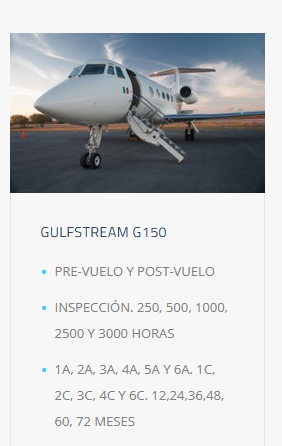 GULFSTREAM G150
PRE-VUELO Y POST-VUELO
INSPECCIÓN. 250, 500, 1000,
2500 Y 3000 HORAS
1A, 2A, 3A, 4A, 5A Y 6A. 1C,
2C, 3C, 4C Y 6C. 12,24,36,48,
60, 72 MESES